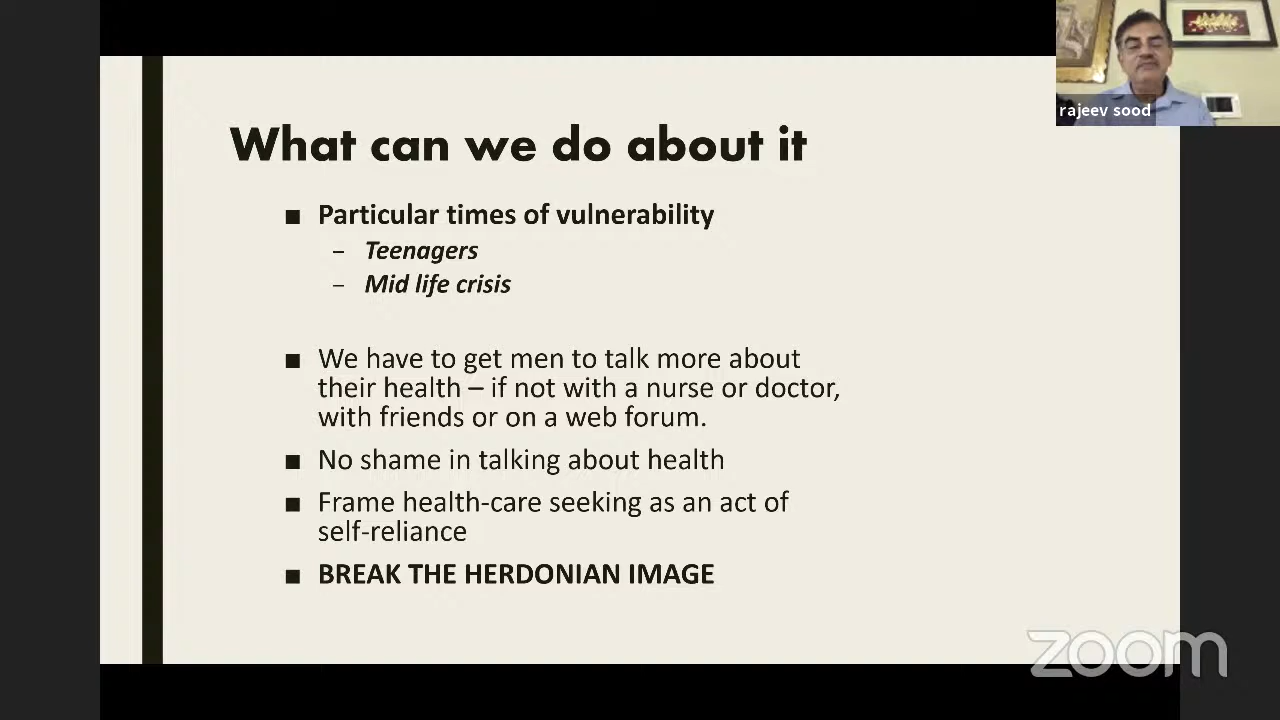 rajeev sood
What can we do about it
■ Particular times of vulnerability
– Teenagers
– Mid life crisis
■ We have to get men to talk more about
their health – if not with a nurse or doctor,
with friends or on a web forum.
■ No shame in talking about health
■ Frame health-care seeking as an act of
self-reliance
■ BREAK THE HERDONIAN IMAGE
zoom